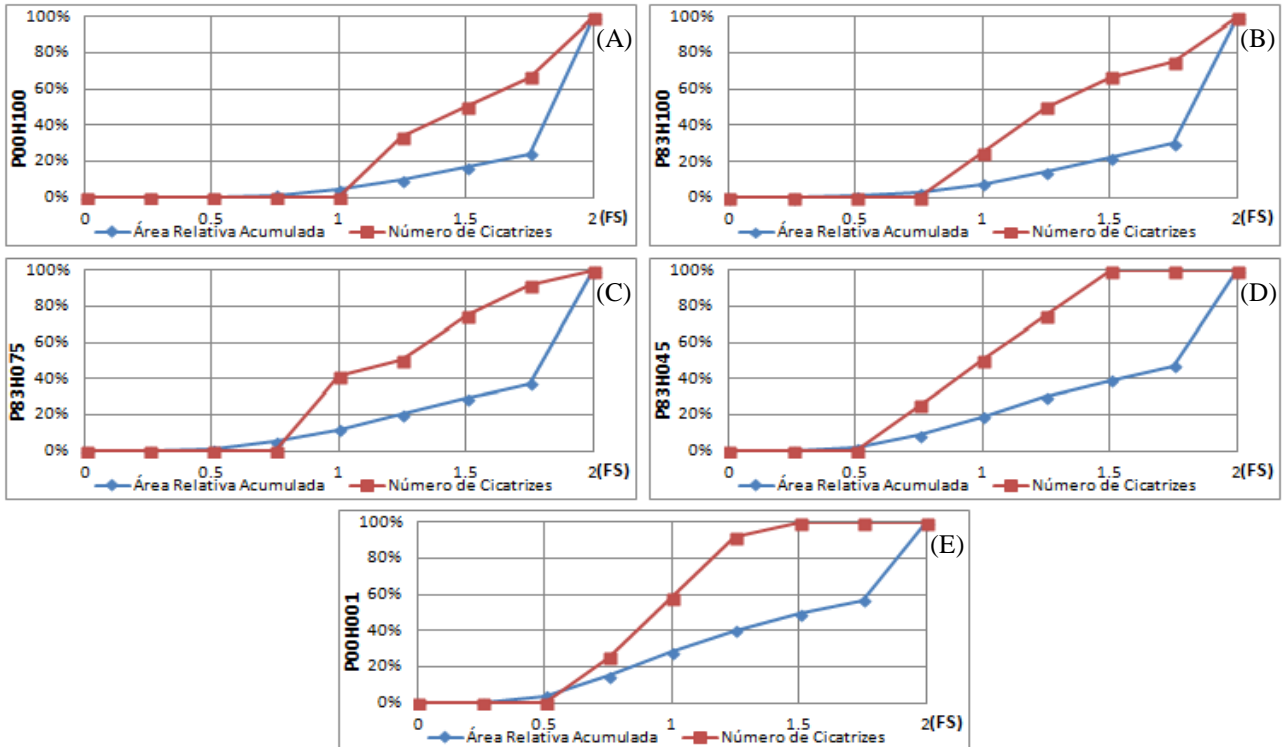 100%
80%
60%
40%
20%
0%
P00H100
(A)
0 0.5 1 1.5 2(FS)
Área Relativa Acumulada Número de Cicatrizes
100%
80%
60%
40%
20%
0%
P83H100
(B)
0 0.5 1 1.5 2(FS)
Área Relativa Acumulada Número de Cicatrizes
100%
80%
60%
40%
20%
0%
P83H075
(C)
0 0.5 1 1.5 2(FS)
Área Relativa Acumulada Número de Cicatrizes
100%
80%
60%
40%
20%
0%
P83H045
(D)
0 0.5 1 1.5 2(FS)
Área Relativa Acumulada Número de Cicatrizes
100%
80%
60%
40%
20%
0%
P00H001
(E)
0 0.5 1 1.5 2(FS)
Área Relativa Acumulada Número de Cicatrizes